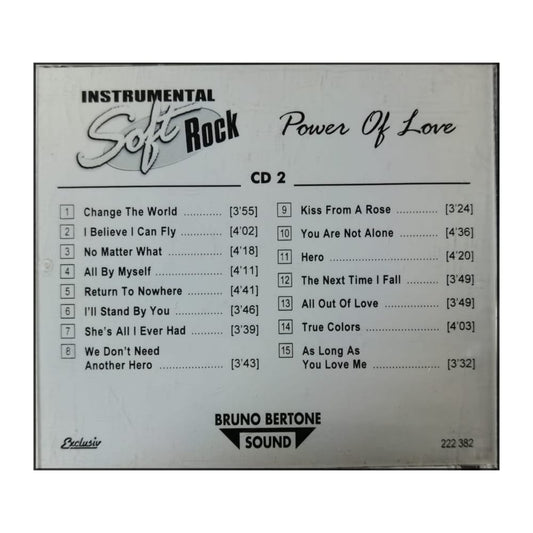 INSTRUMENTAL
Soft Rock
Power Of Love
CD 2
1 Change The World ............ [3'55]
2 I Believe I Can Fly ........... [4'02]
3 No Matter What ............... [4'18]
4 All By Myself ................... [4'11]
5 Return To Nowhere .......... [4'41]
6 I'll Stand By You .............. [3'46]
7 She's All I Ever Had ......... [3'39]
8 We Don't Need
Another Hero ................... [3'43]
9 Kiss From A Rose ............. [3'24]
10 You Are Not Alone ............ [4'36]
11 Hero ................................ [4'20]
12 The Next Time I Fall ......... [3'49]
13 All Out Of Love ................ [3'49]
14 True Colors ...................... [4'03]
15 As Long As
You Love Me .................... [3'32]
BRUNO BERTONE
SOUND
Exclusiv
222 382